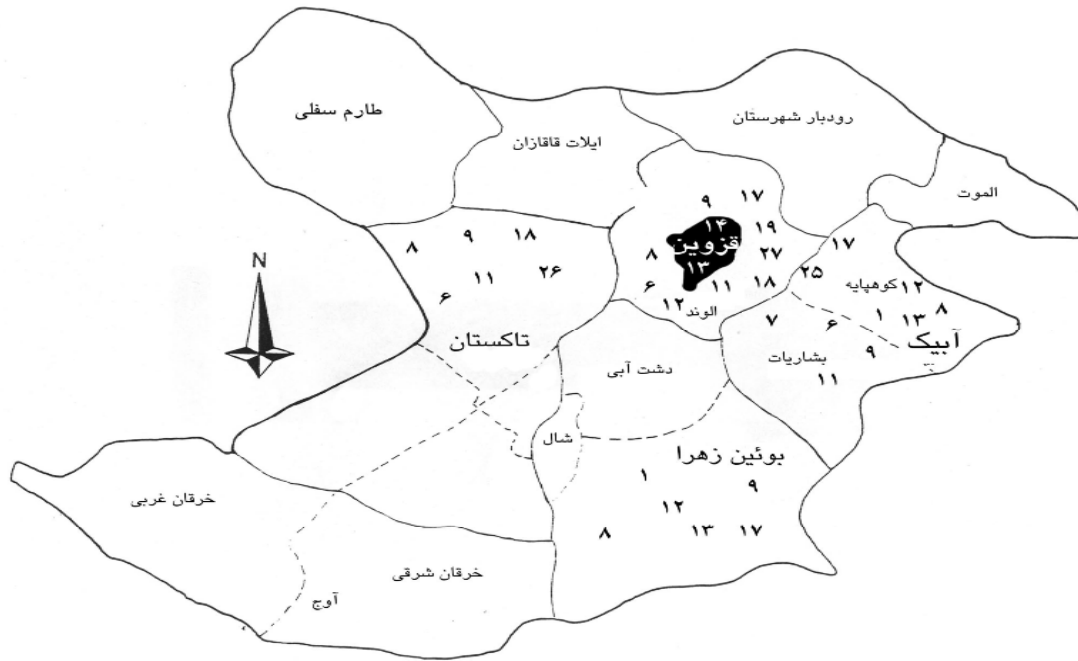 طارم سفلی
رودبار شهرستان
ایلات قاقازان
الموت
۹ ۱۷
۱۴ ۱۹
قزوین
۱۳
۸ ۲۷
۶ ۱۱ ۱۸
۱۲ الوند
۸ ۹ ۱۸
۱۱ ۲۶
۶
تاکستان
N
۱۷
۲۵
کوهپایه ۱۲
۱ ۱۳ ۸
آبیک
۷ ۶
۹
بشاریات
۱۱
دشت آبی
شال
بوئین زهرا
۱ ۹
۱۲
۸ ۱۳ ۱۷
خرقان غربی
خرقان شرقی
آوج